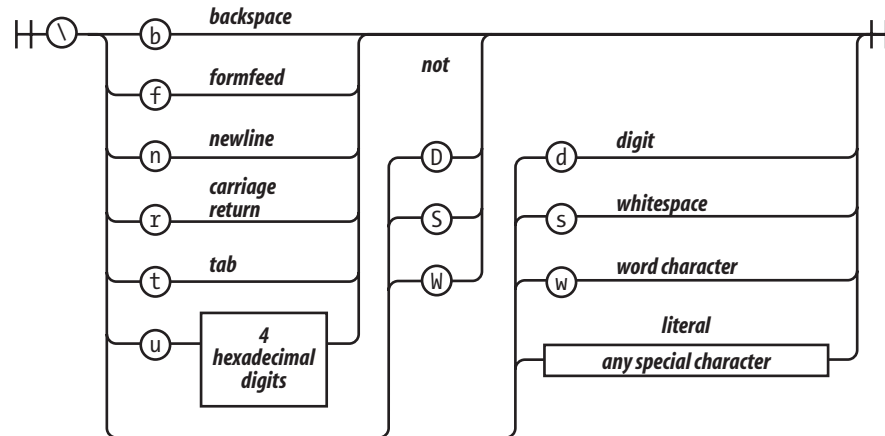 \
b
backspace
f
formfeed
n
newline
r
carriage
return
t
tab
u
4
hexadecimal
digits
not
D
S
W
d
digit
s
whitespace
w
word character
literal
any special character